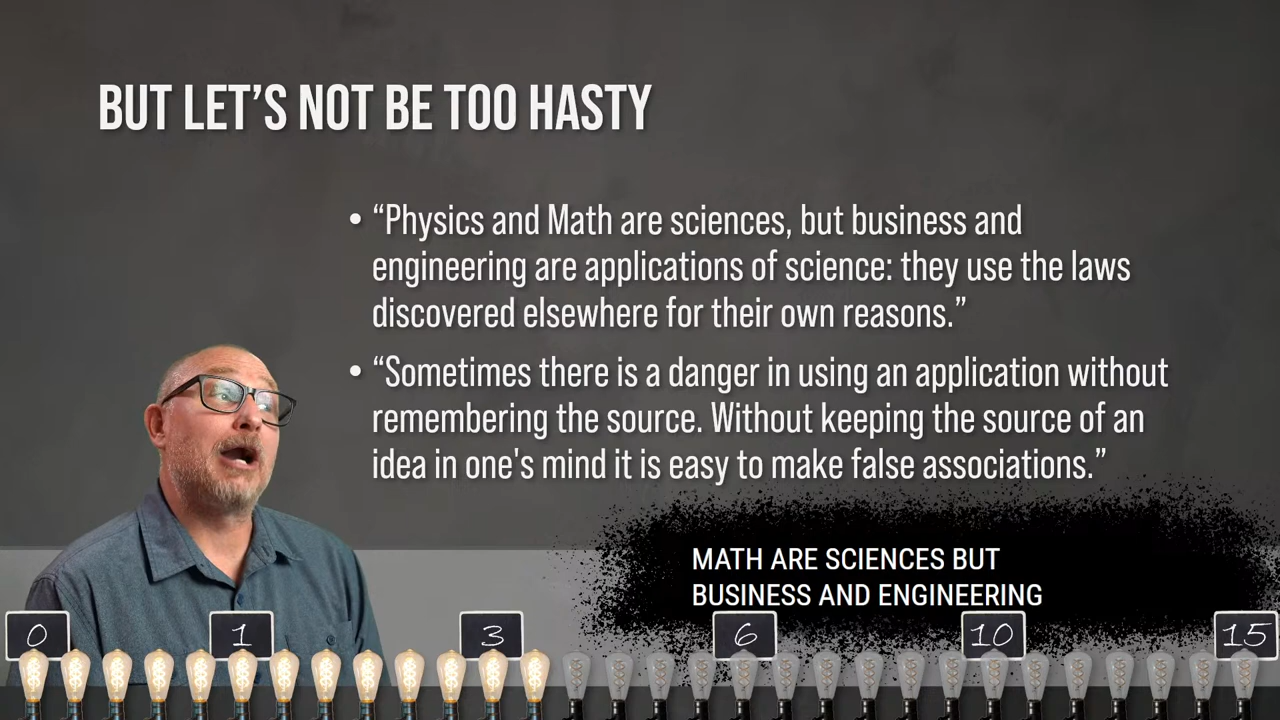 BUT LET’S NOT BE TOO HASTY
• “Physics and Math are sciences, but business and
engineering are applications of science: they use the laws
discovered elsewhere for their own reasons.”
• “Sometimes there is a danger in using an application without
remembering the source. Without keeping the source of an
idea in one's mind it is easy to make false associations.”
MATH ARE SCIENCES BUT
BUSINESS AND ENGINEERING
0 1 3 6 10 15